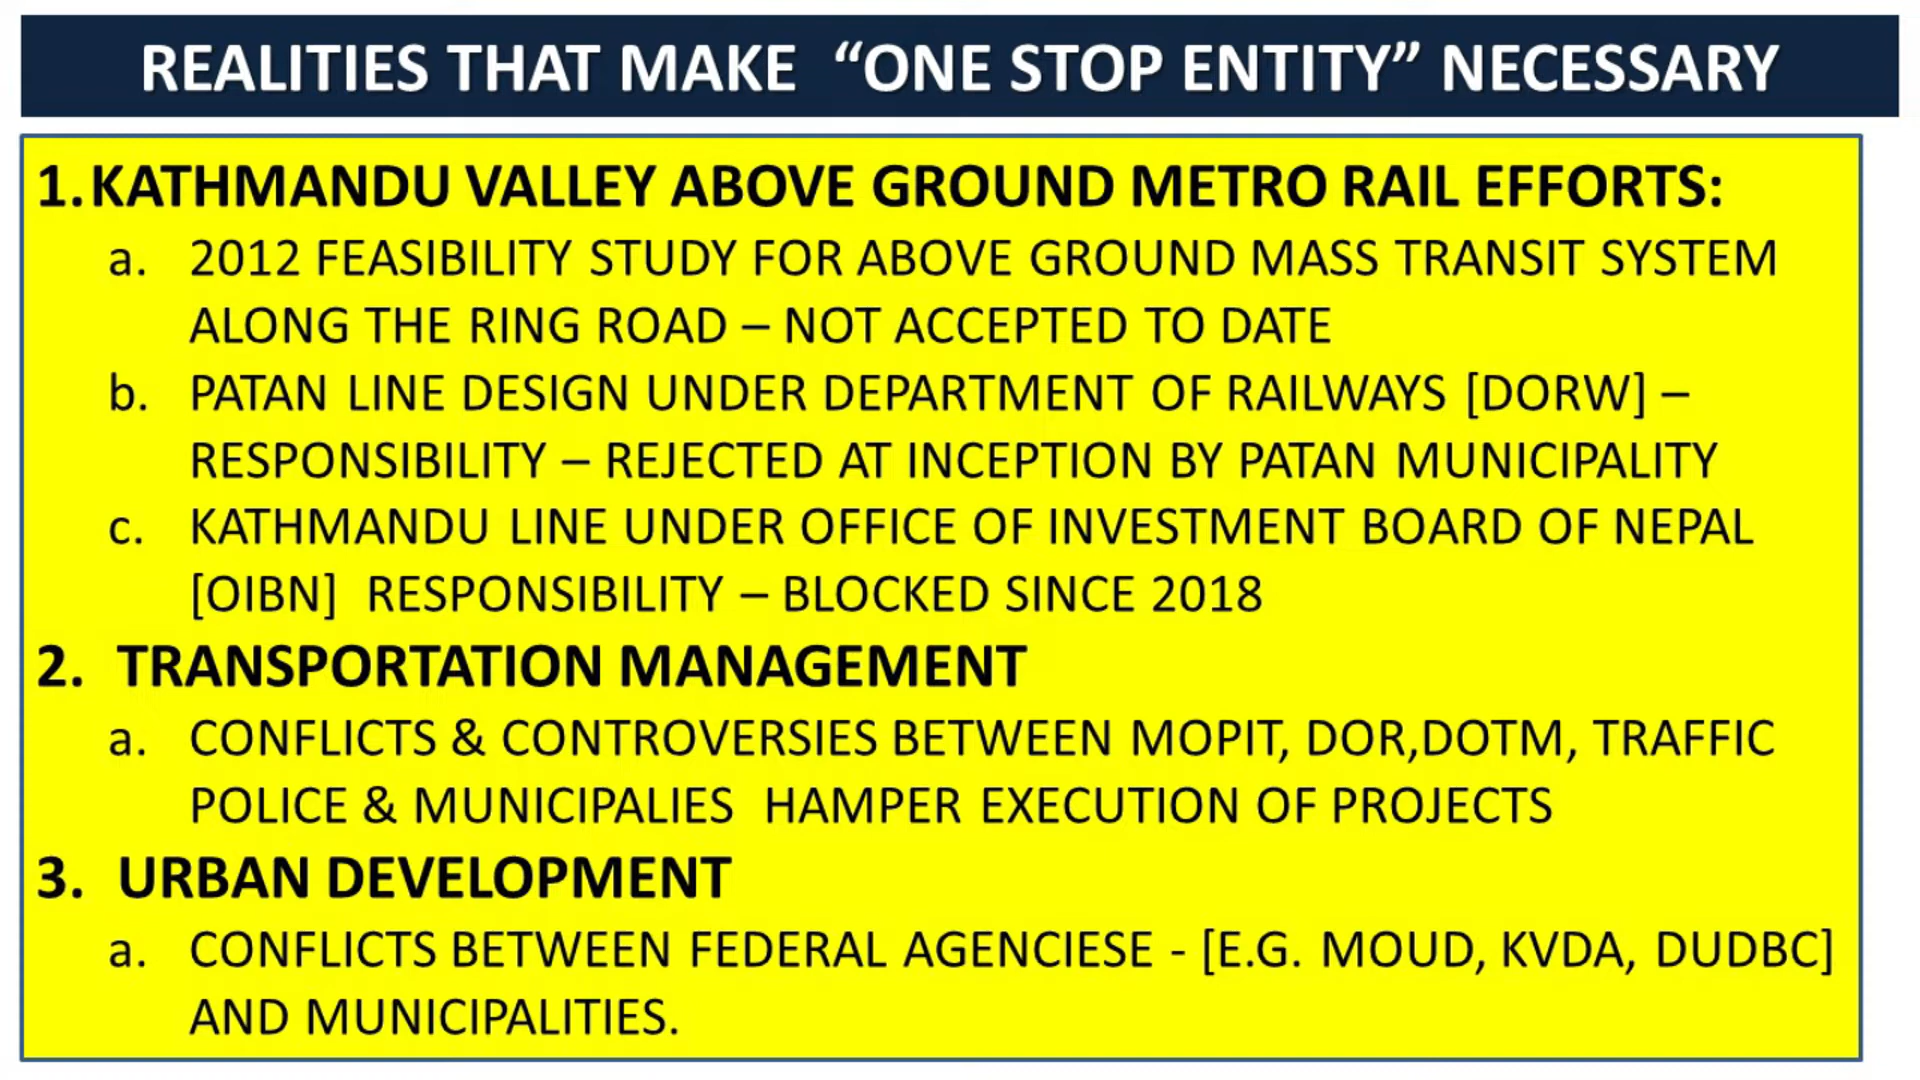 REALITIES THAT MAKE “ONE STOP ENTITY” NECESSARY
1. KATHMANDU VALLEY ABOVE GROUND METRO RAIL EFFORTS:
a. 2012 FEASIBILITY STUDY FOR ABOVE GROUND MASS TRANSIT SYSTEM
ALONG THE RING ROAD – NOT ACCEPTED TO DATE
b. PATAN LINE DESIGN UNDER DEPARTMENT OF RAILWAYS [DORW] –
RESPONSIBILITY – REJECTED AT INCEPTION BY PATAN MUNICIPALITY
c. KATHMANDU LINE UNDER OFFICE OF INVESTMENT BOARD OF NEPAL
[OIBN] RESPONSIBILITY – BLOCKED SINCE 2018
2. TRANSPORTATION MANAGEMENT
a. CONFLICTS & CONTROVERSIES BETWEEN MOPIT, DOR,DOTM, TRAFFIC
POLICE & MUNICIPALIES HAMPER EXECUTION OF PROJECTS
3. URBAN DEVELOPMENT
a. CONFLICTS BETWEEN FEDERAL AGENCIESE - [E.G. MOUD, KVDA, DUDBC]
AND MUNICIPALITIES.